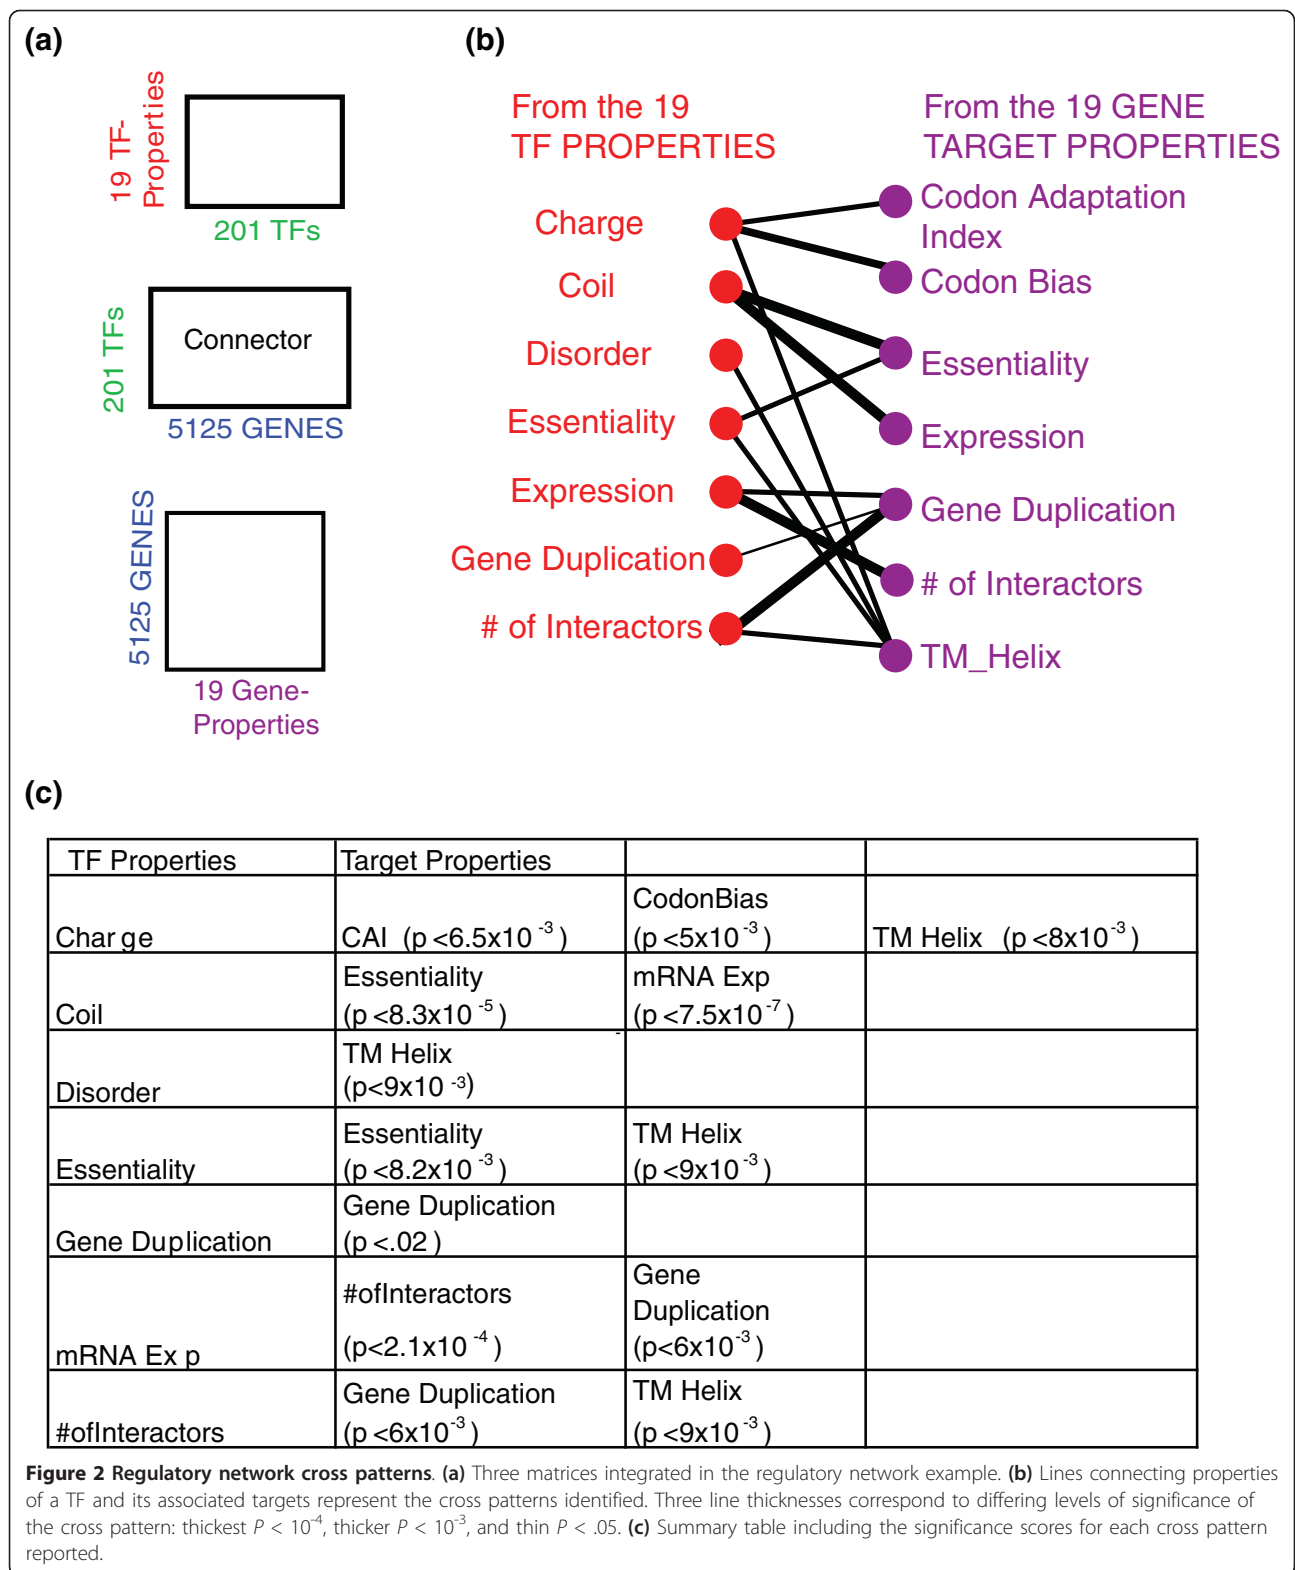 (a)
19 TF-
Properties
201 TFs
201 TFs
Connector
5125 GENES
5125 GENES
19 Gene-
Properties
(b)
From the 19
TF PROPERTIES
From the 19 GENE
TARGET PROPERTIES
Charge
Coil
Disorder
Essentiality
Expression
Gene Duplication
# of Interactors
Codon Adaptation
Index
Codon Bias
Essentiality
Expression
Gene Duplication
# of Interactors
TM_Helix
(c)
TF Properties Target Properties
Char ge CAI (p <6.5x10 -3 ) CodonBias (p <5x10 -3 ) TM Helix (p <8x10 -3 )
Coil Essentiality (p <8.3x10 -5 ) mRNA Exp (p <7.5x10 -7 )
Disorder TM Helix (p<9x10 -3)
Essentiality Essentiality (p <8.2x10 -3 ) TM Helix (p <9x10 -3 )
Gene Duplication Gene Duplication (p <.02 )
mRNA Ex p #ofInteractors (p<2.1x10 -4 ) Gene Duplication (p<6x10 -3 )
#ofInteractors Gene Duplication (p <6x10 -3 ) TM Helix (p <9x10 -3 )
Figure 2 Regulatory network cross patterns. (a) Three matrices integrated in the regulatory network example. (b) Lines connecting properties
of a TF and its associated targets represent the cross patterns identified. Three line thicknesses correspond to differing levels of significance of
the cross pattern: thickest P < 10-4, thicker P < 10-3, and thin P < .05. (c) Summary table including the significance scores for each cross pattern
reported.